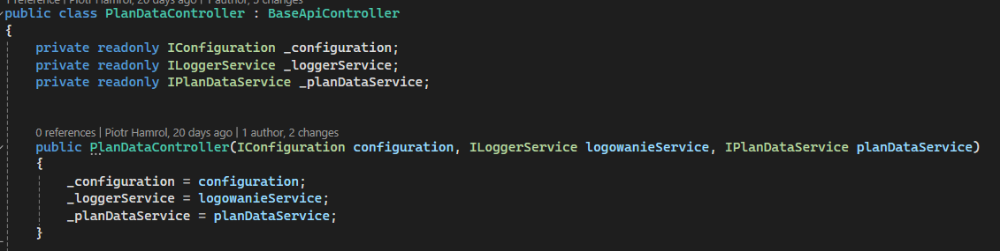 1 reference | Piotr Hamrol, 20 days ago | 1 author, 3 changes
public class PlanDataController : BaseApiController
{
private readonly IConfiguration _configuration;
private readonly ILoggerService _loggerService;
private readonly IPlanDataService _planDataService;
0 references | Piotr Hamrol, 20 days ago | 1 author, 2 changes
public PlanDataController(IConfiguration configuration, ILoggerService logowanieService, IPlanDataService planDataService)
{
_configuration = configuration;
_loggerService = logowanieService;
_planDataService = planDataService;
}